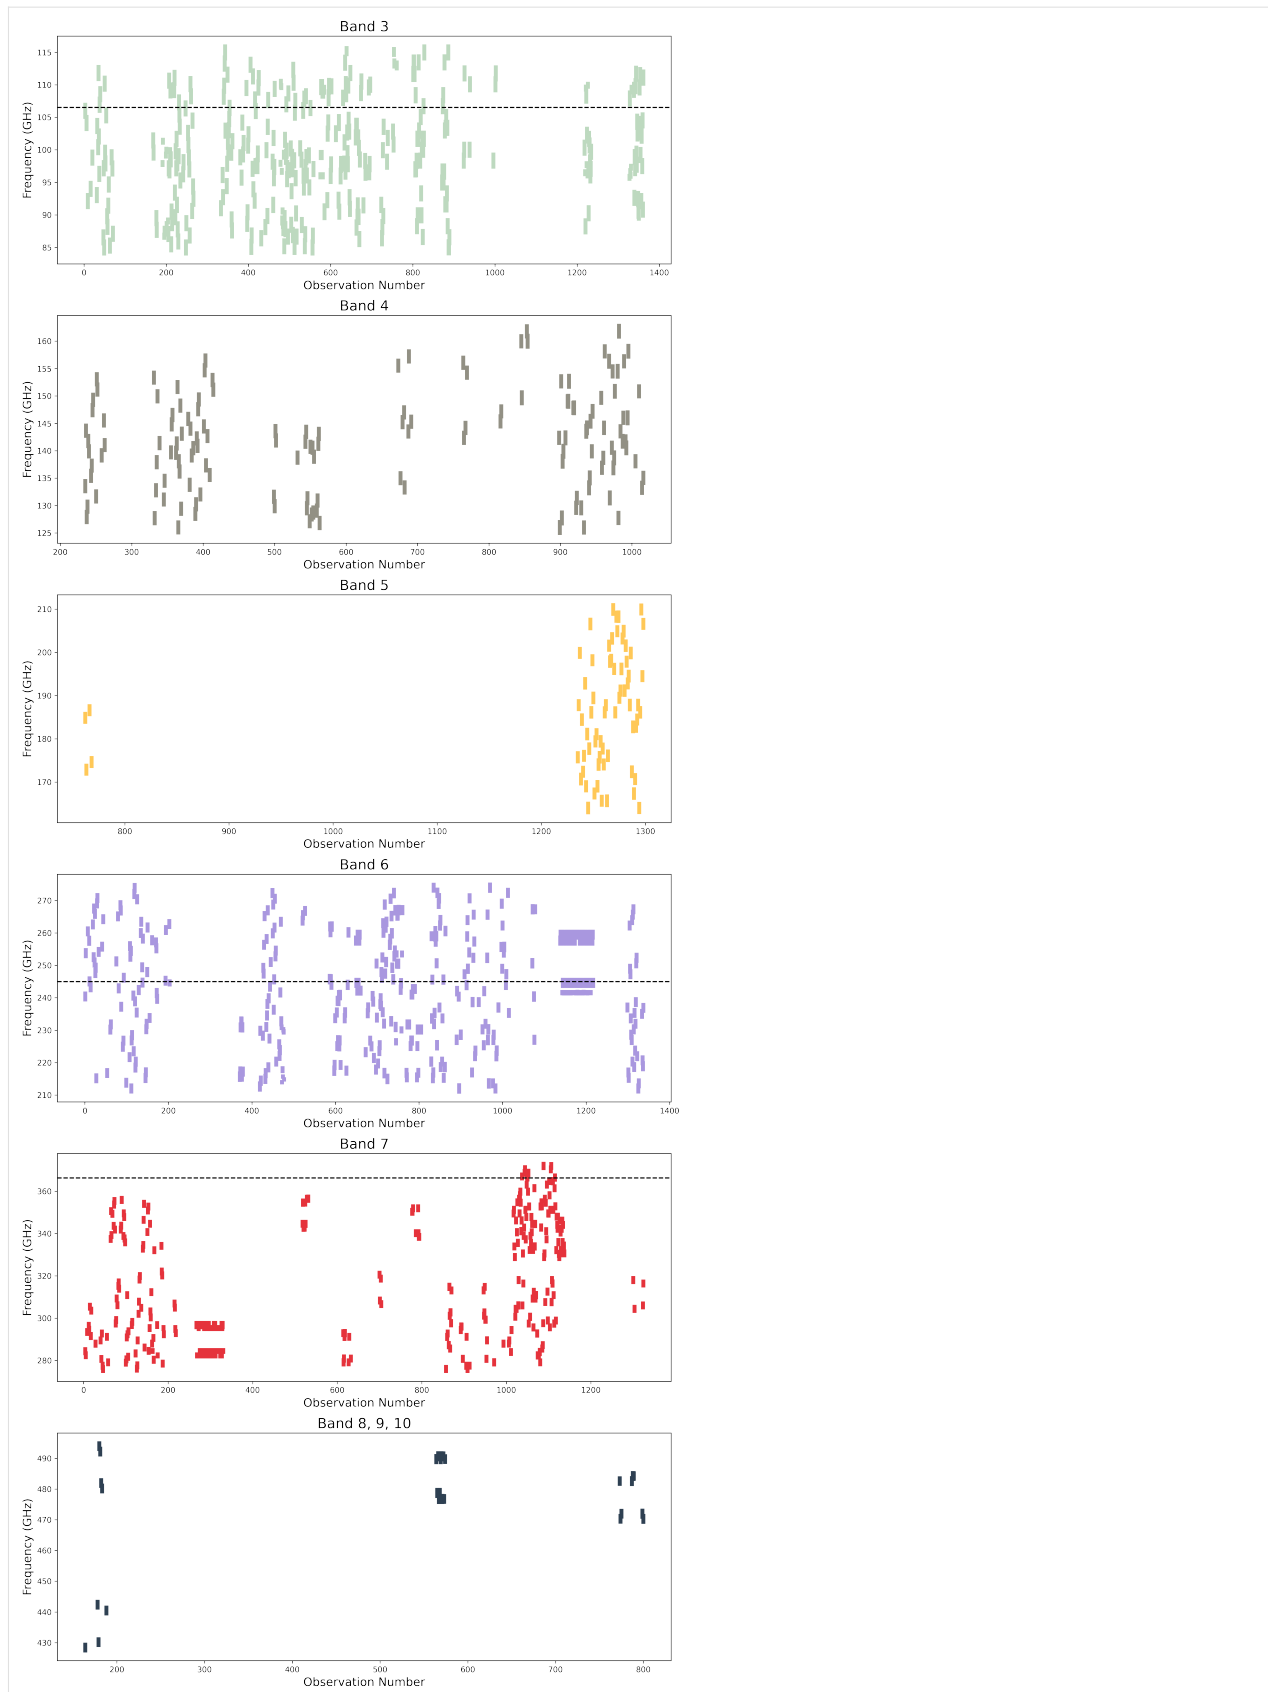 Band 3
115
110
105
100
95
90
85
Frequency (GHz)
0 200 400 600 800 1000 1200 1400
Observation Number
Band 4
160
155
150
145
140
135
130
125
Frequency (GHz)
200 300 400 500 600 700 800 900 1000
Observation Number
Band 5
210
200
190
180
170
Frequency (GHz)
800 900 1000 1100 1200 1300
Observation Number
Band 6
270
260
250
240
230
220
210
Frequency (GHz)
0 200 400 600 800 1000 1200 1400
Observation Number
Band 7
360
340
320
300
280
Frequency (GHz)
0 200 400 600 800 1000 1200
Observation Number
Band 8, 9, 10
490
480
470
460
450
440
430
Frequency (GHz)
200 300 400 500 600 700 800
Observation Number